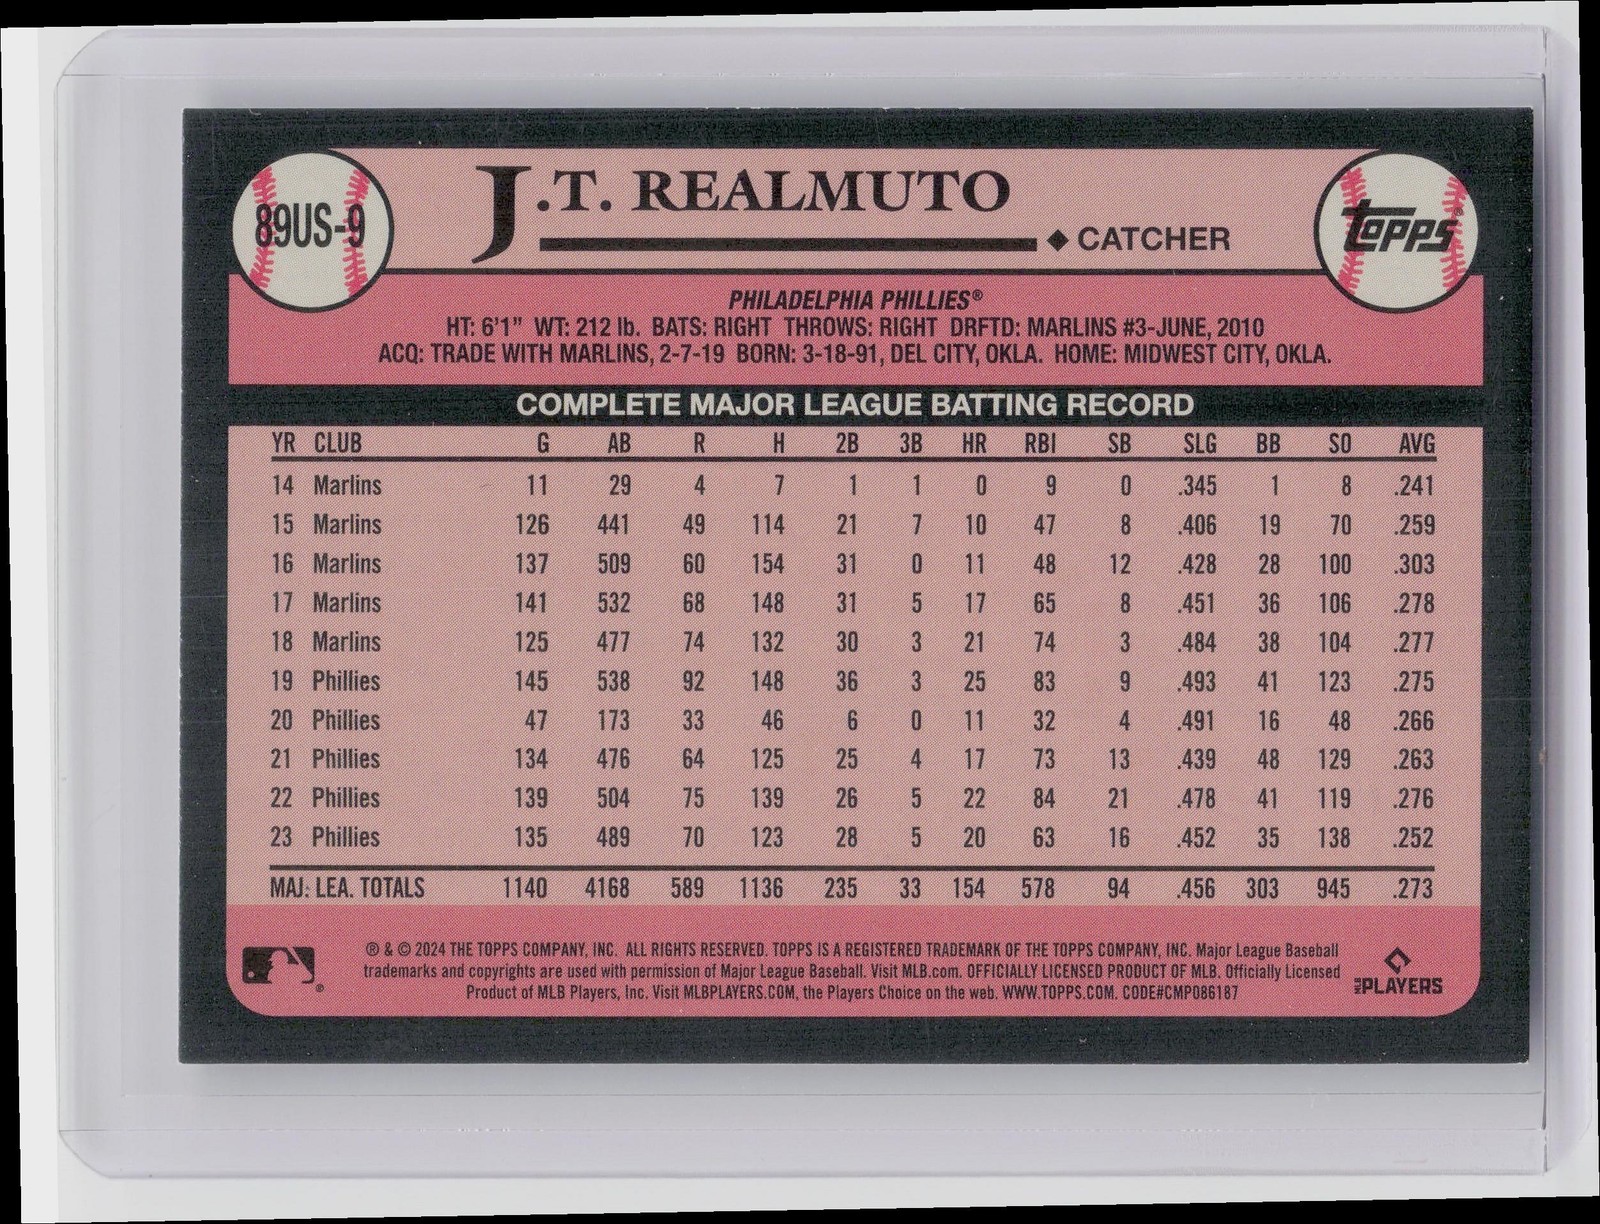 89US-9
J.T. REALMUTO
◆ CATCHER
TOPPS®
PHILADELPHIA PHILLIES®
HT: 6'1" WT: 212 lb. BATS: RIGHT THROWS: RIGHT DRFTD: MARLINS #3-JUNE, 2010
ACQ: TRADE WITH MARLINS, 2-7-19 BORN: 3-18-91, DEL CITY, OKLA. HOME: MIDWEST CITY, OKLA.
COMPLETE MAJOR LEAGUE BATTING RECORD
YR CLUB G AB R H 2B 3B HR RBI SB SLG BB SO AVG
14 Marlins 11 29 4 7 1 1 0 9 0 .345 1 8 .241
15 Marlins 126 441 49 114 21 7 10 47 8 .406 19 70 .259
16 Marlins 137 509 60 154 31 0 11 48 12 .428 28 100 .303
17 Marlins 141 532 68 148 31 5 17 65 8 .451 36 106 .278
18 Marlins 125 477 74 132 30 3 21 74 3 .484 38 104 .277
19 Phillies 145 538 92 148 36 3 25 83 9 .493 41 123 .275
20 Phillies 47 173 33 46 6 0 11 32 4 .491 16 48 .266
21 Phillies 134 476 64 125 25 4 17 73 13 .439 48 129 .263
22 Phillies 139 504 75 139 26 5 22 84 21 .478 41 119 .276
23 Phillies 135 489 70 123 28 5 20 63 16 .452 35 138 .252
MAJ. LEA. TOTALS 1140 4168 589 1136 235 33 154 578 94 .456 303 945 .273
® & © 2024 THE TOPPS COMPANY, INC. ALL RIGHTS RESERVED. TOPPS IS A REGISTERED TRADEMARK OF THE TOPPS COMPANY, INC. Major League Baseball
trademarks and copyrights are used with permission of Major League Baseball. Visit MLB.com. OFFICIALLY LICENSED PRODUCT OF MLB. Officially Licensed
Product of MLB Players, Inc. Visit MLBPLAYERS.COM, the Players Choice on the web. WWW.TOPPS.COM. CODE#CMP086187
®
MLB PLAYERS